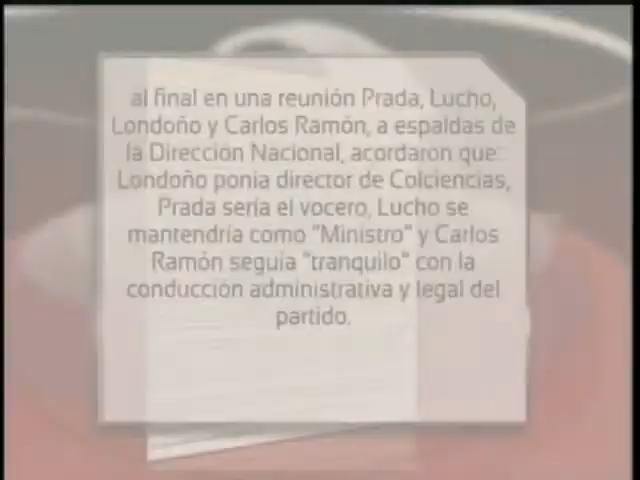 al final en una reunión Prada, Lucho,
Londoño y Carlos Ramón, a espaldas de
la Dirección Nacional, acordaron que:
Londoño ponia director de Colciencias,
Prada sería el vocero, Lucho se
mantendría como "Ministro" y Carlos
Ramón seguía "tranquilo" con la
conducción administrativa y legal del
partido.